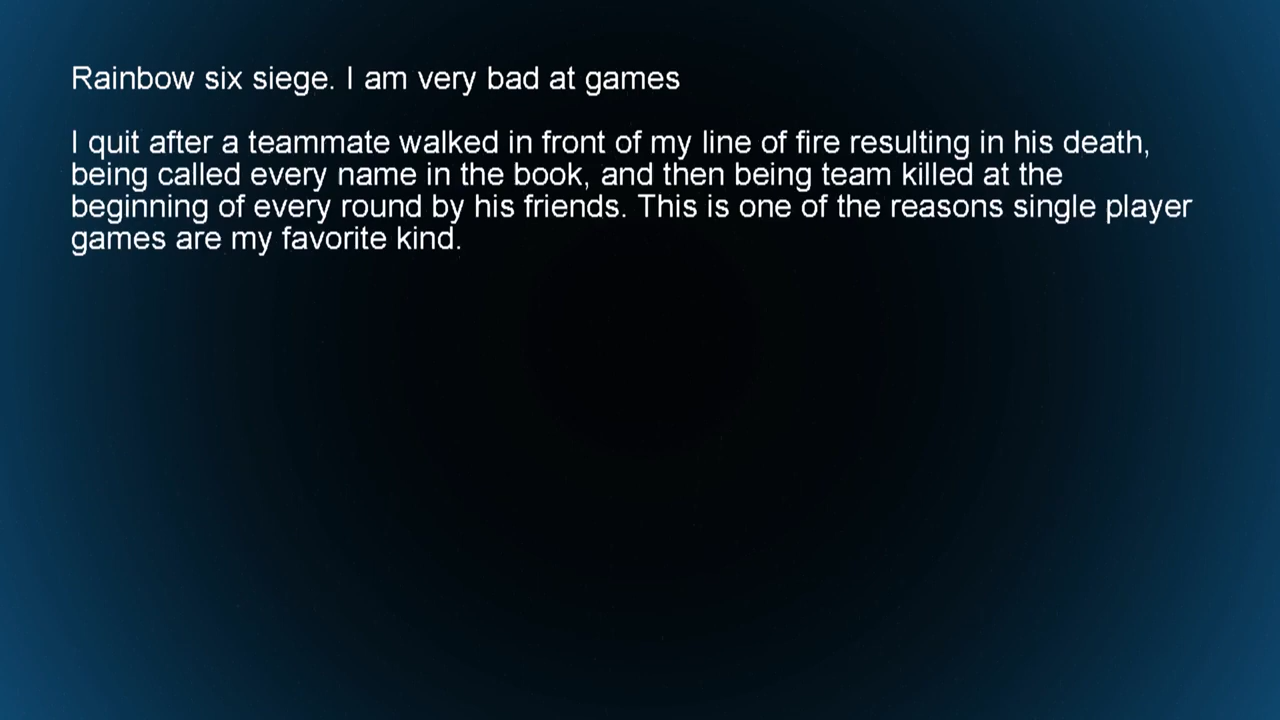 Rainbow six siege. I am very bad at games
I quit after a teammate walked in front of my line of fire resulting in his death,
being called every name in the book, and then being team killed at the
beginning of every round by his friends. This is one of the reasons single player
games are my favorite kind.